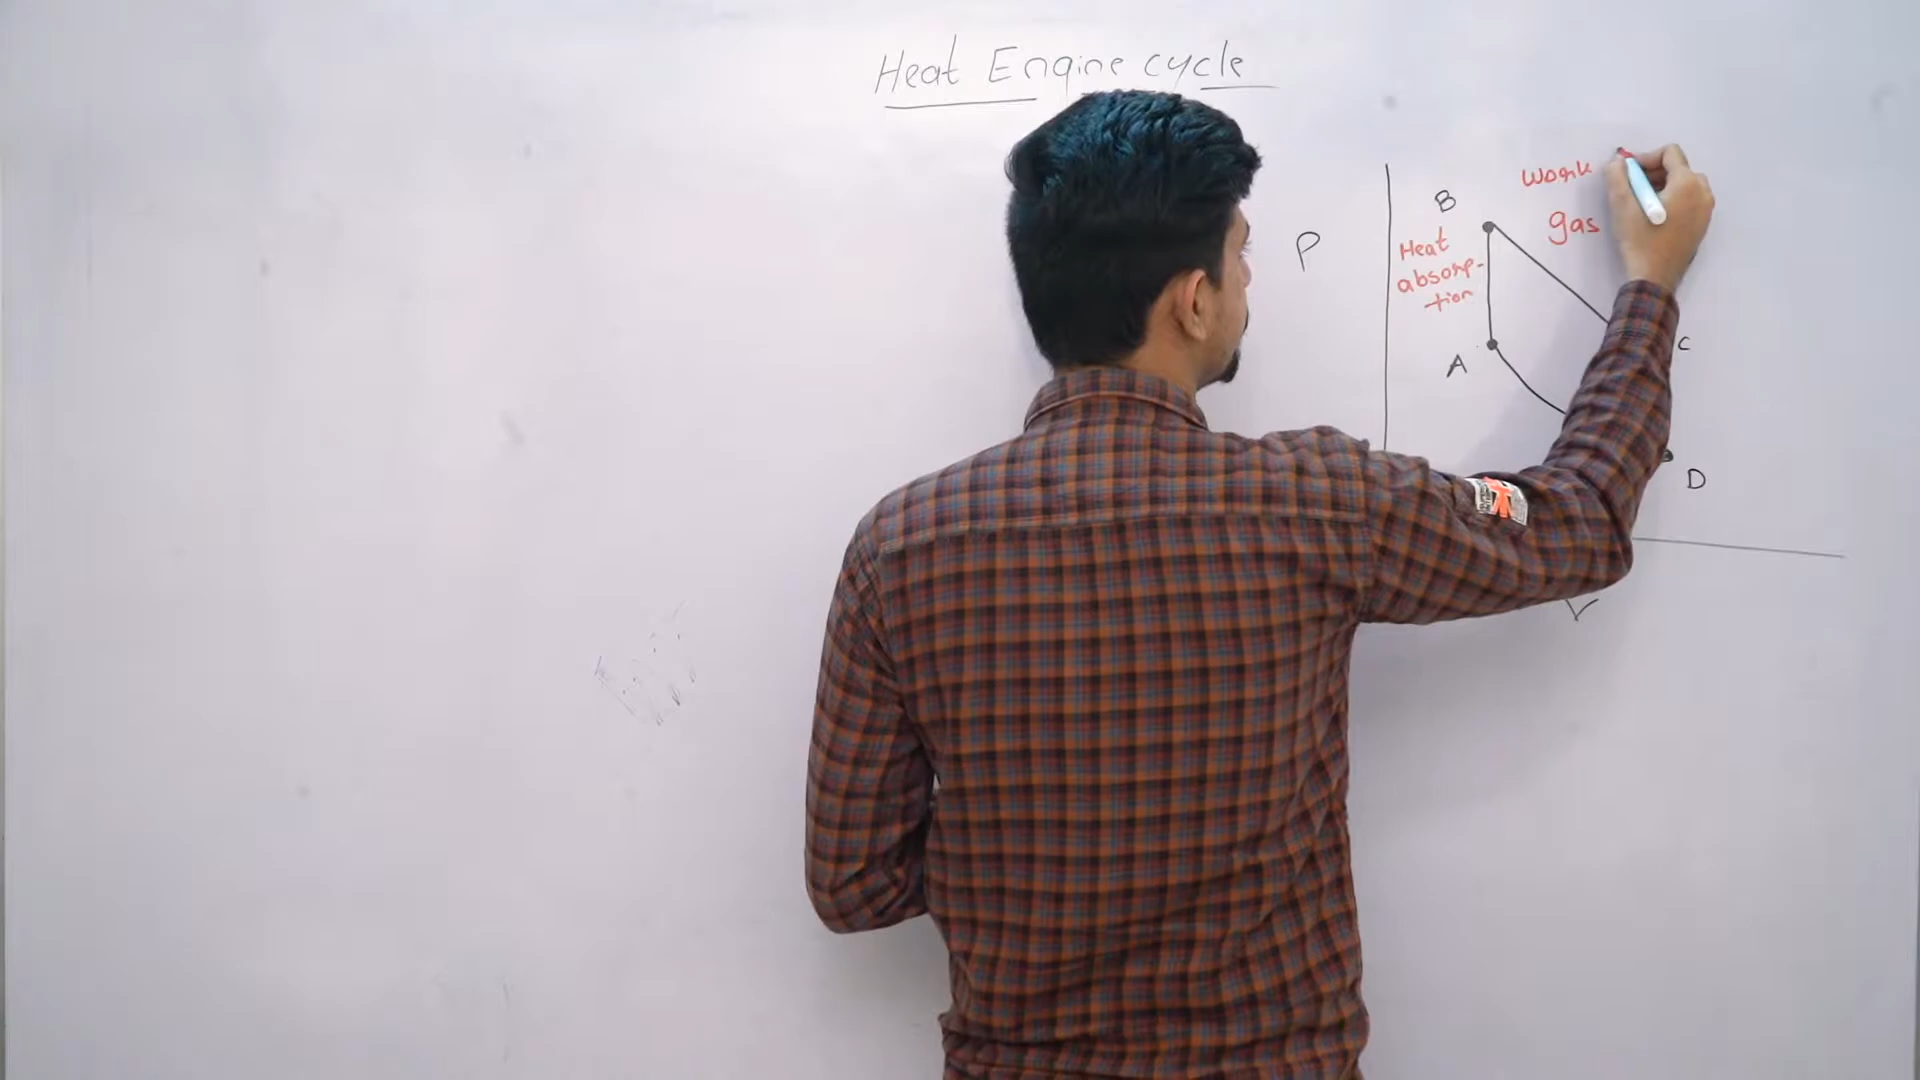 Heat Engine cycle
Work
gas
B
P
Heat
absorp-
tion
A
C
D
V